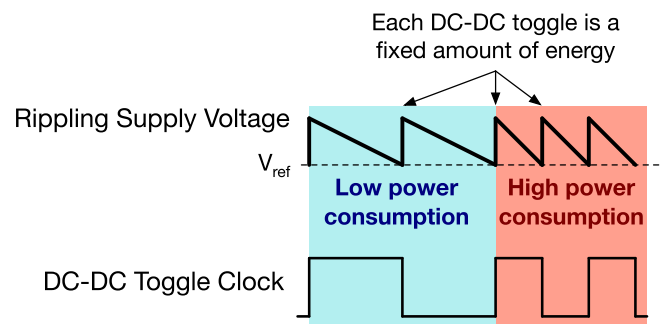 Each DC-DC toggle is a
fixed amount of energy
Rippling Supply Voltage
Vref
Low power
consumption
High power
consumption
DC-DC Toggle Clock